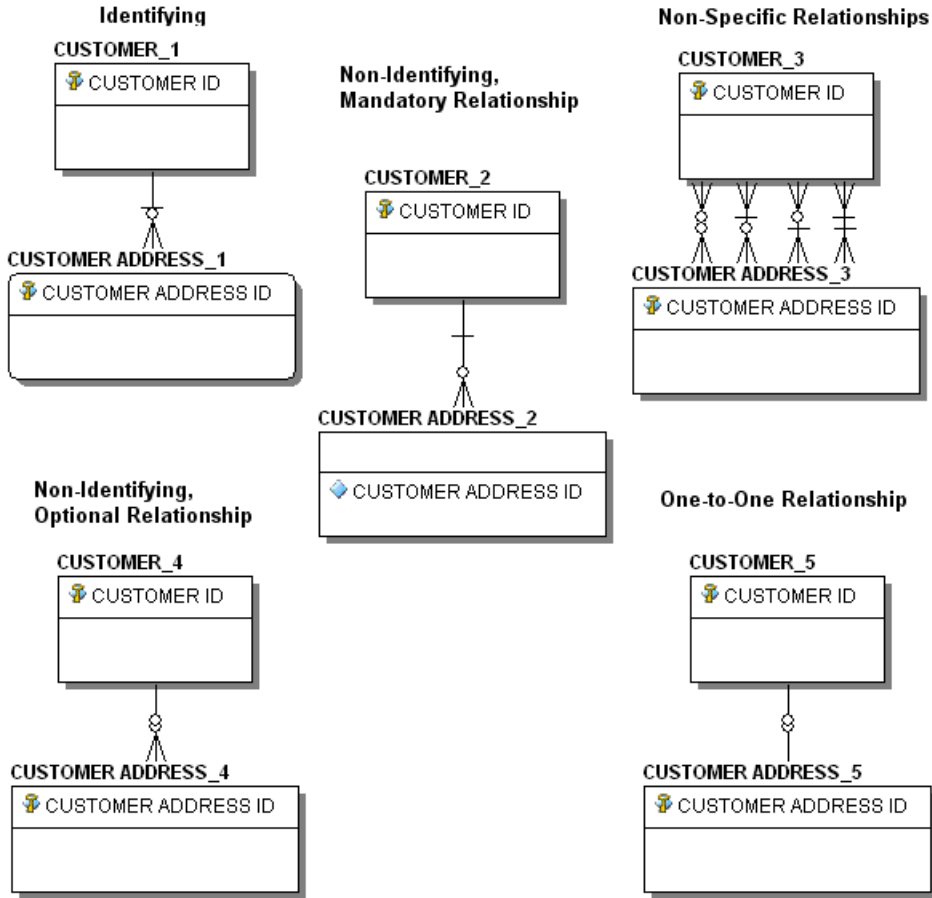 Identifying
CUSTOMER_1
CUSTOMER ID
CUSTOMER ADDRESS_1
CUSTOMER ADDRESS ID
Non-Identifying,
Mandatory Relationship
CUSTOMER_2
CUSTOMER ID
CUSTOMER ADDRESS_2
CUSTOMER ADDRESS ID
Non-Specific Relationships
CUSTOMER_3
CUSTOMER ID
CUSTOMER ADDRESS_3
CUSTOMER ADDRESS ID
Non-Identifying,
Optional Relationship
CUSTOMER_4
CUSTOMER ID
CUSTOMER ADDRESS_4
CUSTOMER ADDRESS ID
One-to-One Relationship
CUSTOMER_5
CUSTOMER ID
CUSTOMER ADDRESS_5
CUSTOMER ADDRESS ID